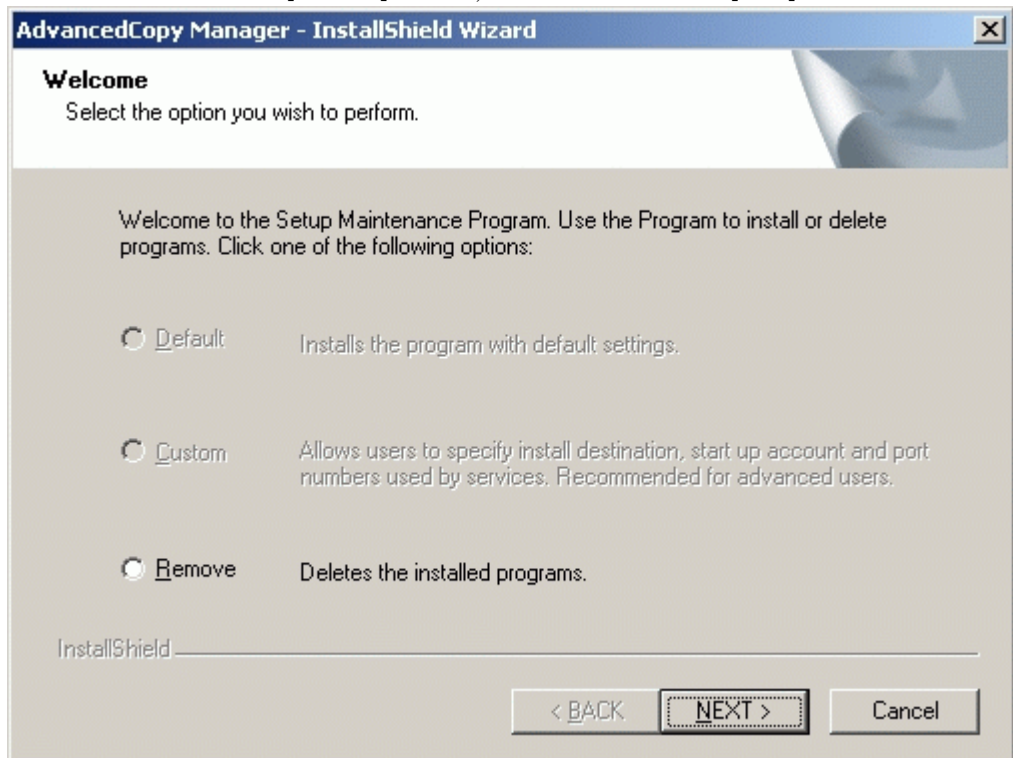 AdvancedCopy Manager - InstallShield Wizard
Welcome
Select the option you wish to perform.
Welcome to the Setup Maintenance Program. Use the Program to install or delete
programs. Click one of the following options:
Default
Installs the program with default settings.
Custom
Allows users to specify install destination, start up account and port
numbers used by services. Recommended for advanced users.
Remove
Deletes the installed programs.
InstallShield
< BACK
NEXT >
Cancel